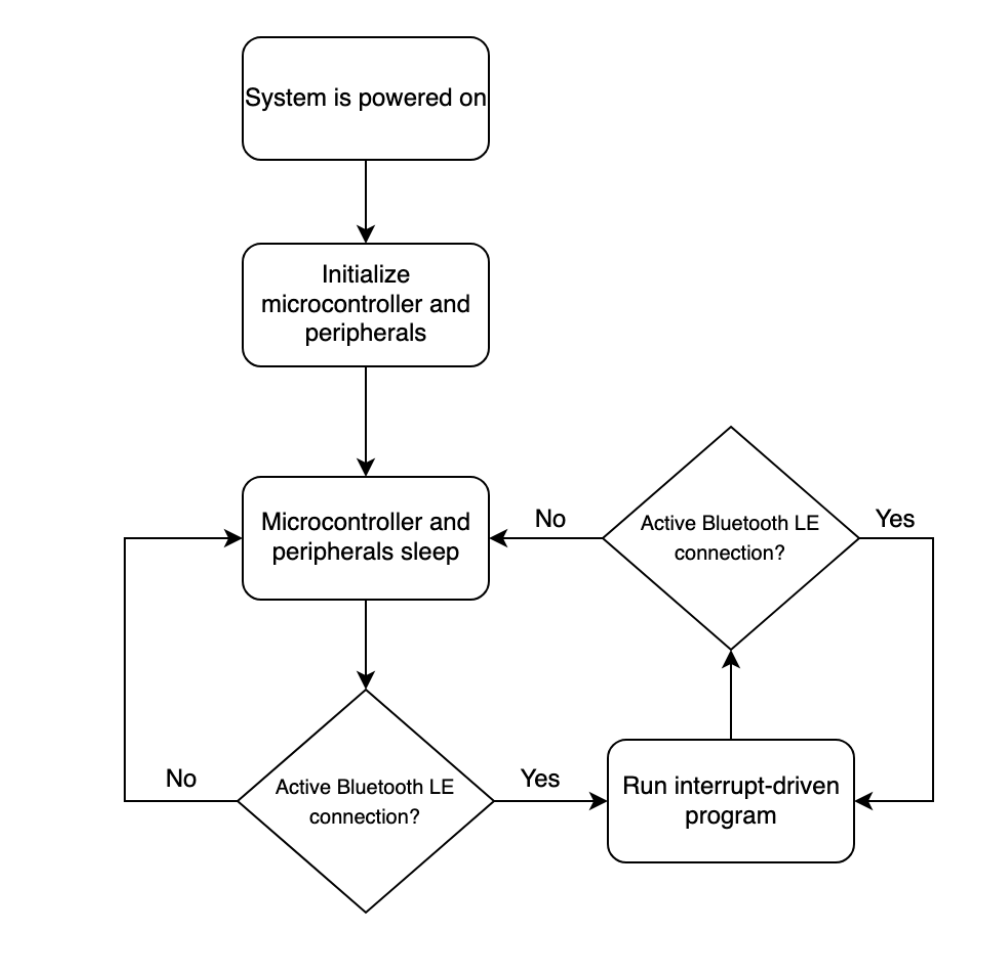 System is powered on
Initialize
microcontroller and
peripherals
Microcontroller and
peripherals sleep
No
Active Bluetooth LE
connection?
Yes
No
Active Bluetooth LE
connection?
Yes
Run interrupt-driven
program